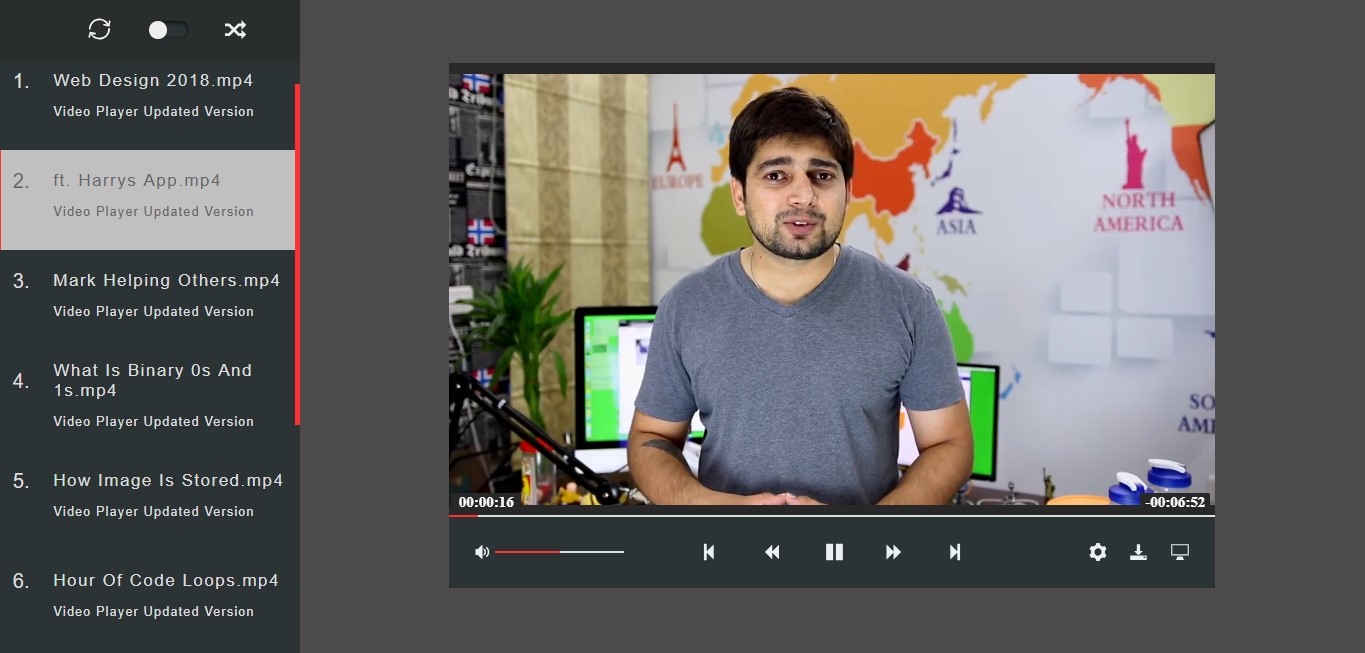 1.
Web Design 2018.mp4
Video Player Updated Version
2.
ft. Harrys App.mp4
Video Player Updated Version
3.
Mark Helping Others.mp4
Video Player Updated Version
4.
What Is Binary 0s And
1s.mp4
Video Player Updated Version
5.
How Image Is Stored.mp4
Video Player Updated Version
6.
Hour Of Code Loops.mp4
Video Player Updated Version
EUROPE
ASIA
NORTH
AMERICA
SO
AM
00:00:16
-00:06:52